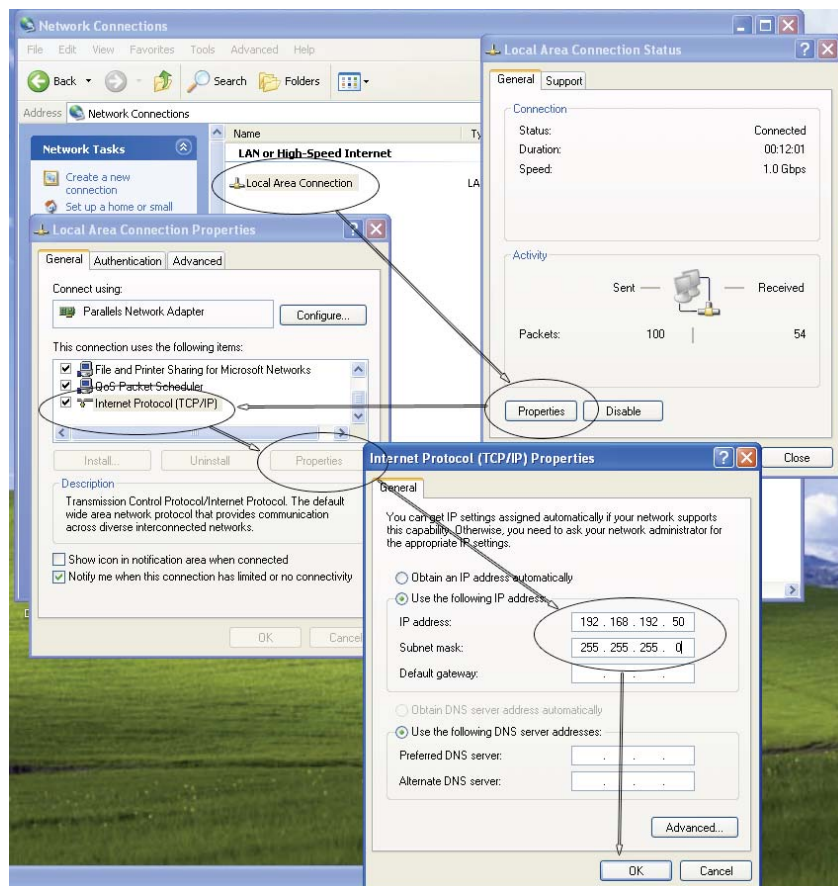 Network Connections
File Edit View Favorites Tools Advanced Help
Back Search Folders
Address Network Connections
Network Tasks
Create a new
connection
Set up a home or small
Name
LAN or High-Speed Internet
Local Area Connection
LA
Local Area Connection Status
General Support
Connection
Status: Connected
Duration: 00:12:01
Speed: 1.0 Gbps
Activity
Sent — — Received
Packets: 100 | 54
Properties Disable
Close
Local Area Connection Properties
General Authentication Advanced
Connect using:
Parallels Network Adapter
Configure...
This connection uses the following items:
File and Printer Sharing for Microsoft Networks
QoS Packet Scheduler
Internet Protocol (TCP/IP)
Install... Uninstall Properties
Description
Transmission Control Protocol/Internet Protocol. The default
wide area network protocol that provides communication
across diverse interconnected networks.
Show icon in notification area when connected
Notify me when this connection has limited or no connectivity
OK Cancel
Internet Protocol (TCP/IP) Properties
General
You can get IP settings assigned automatically if your network supports
this capability. Otherwise, you need to ask your network administrator for
the appropriate IP settings.
Obtain an IP address automatically
Use the following IP address:
IP address: 192 . 168 . 192 . 50
Subnet mask: 255 . 255 . 255 . 0
Default gateway: . . .
Obtain DNS server address automatically
Use the following DNS server addresses:
Preferred DNS server: . . .
Alternate DNS server: . . .
Advanced...
OK Cancel